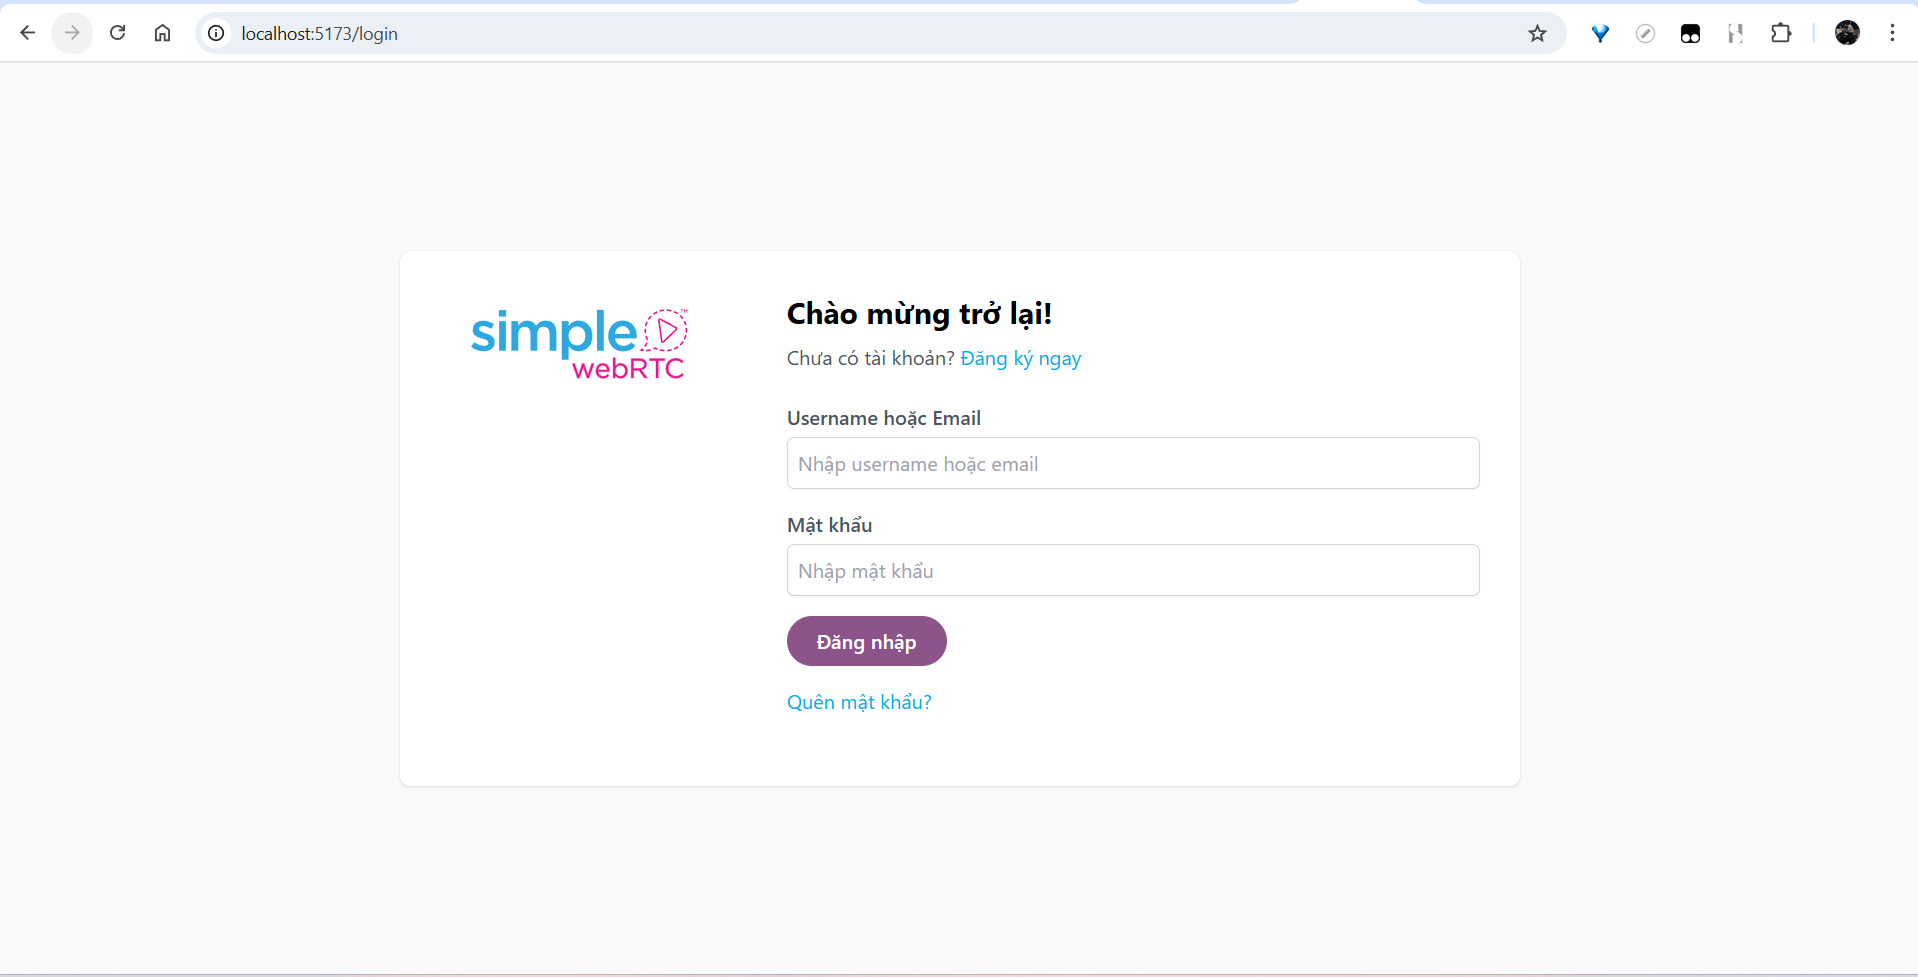 localhost:5173/login
simple
™
webRTC
Chào mừng trở lại!
Chưa có tài khoản? Đăng ký ngay
Username hoặc Email
Nhập username hoặc email
Mật khẩu
Nhập mật khẩu
Đăng nhập
Quên mật khẩu?